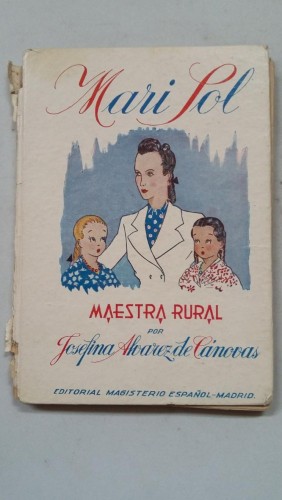 Mari Sol
MAESTRA RURAL
POR
Josefina Alvarez de Cánovas
EDITORIAL MAGISTERIO ESPAÑOL-MADRID.